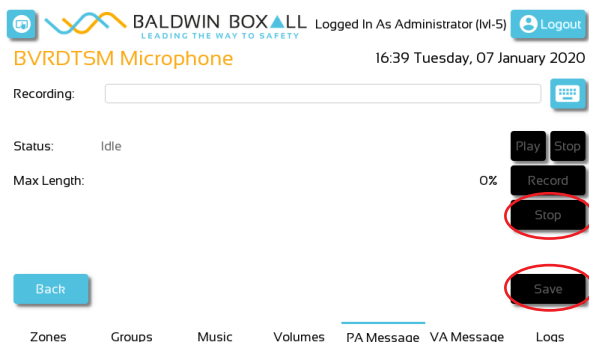 BALDWIN BOXALL Logged In As Administrator (lvl-5) Logout
LEADING THE WAY TO SAFETY
BVRDTSM Microphone 16:39 Tuesday, 07 January 2020
Recording:
Status: Idle Play Stop
Max Length: 0% Record
Stop
Back Save
Zones Groups Music Volumes PA Message VA Message Logs